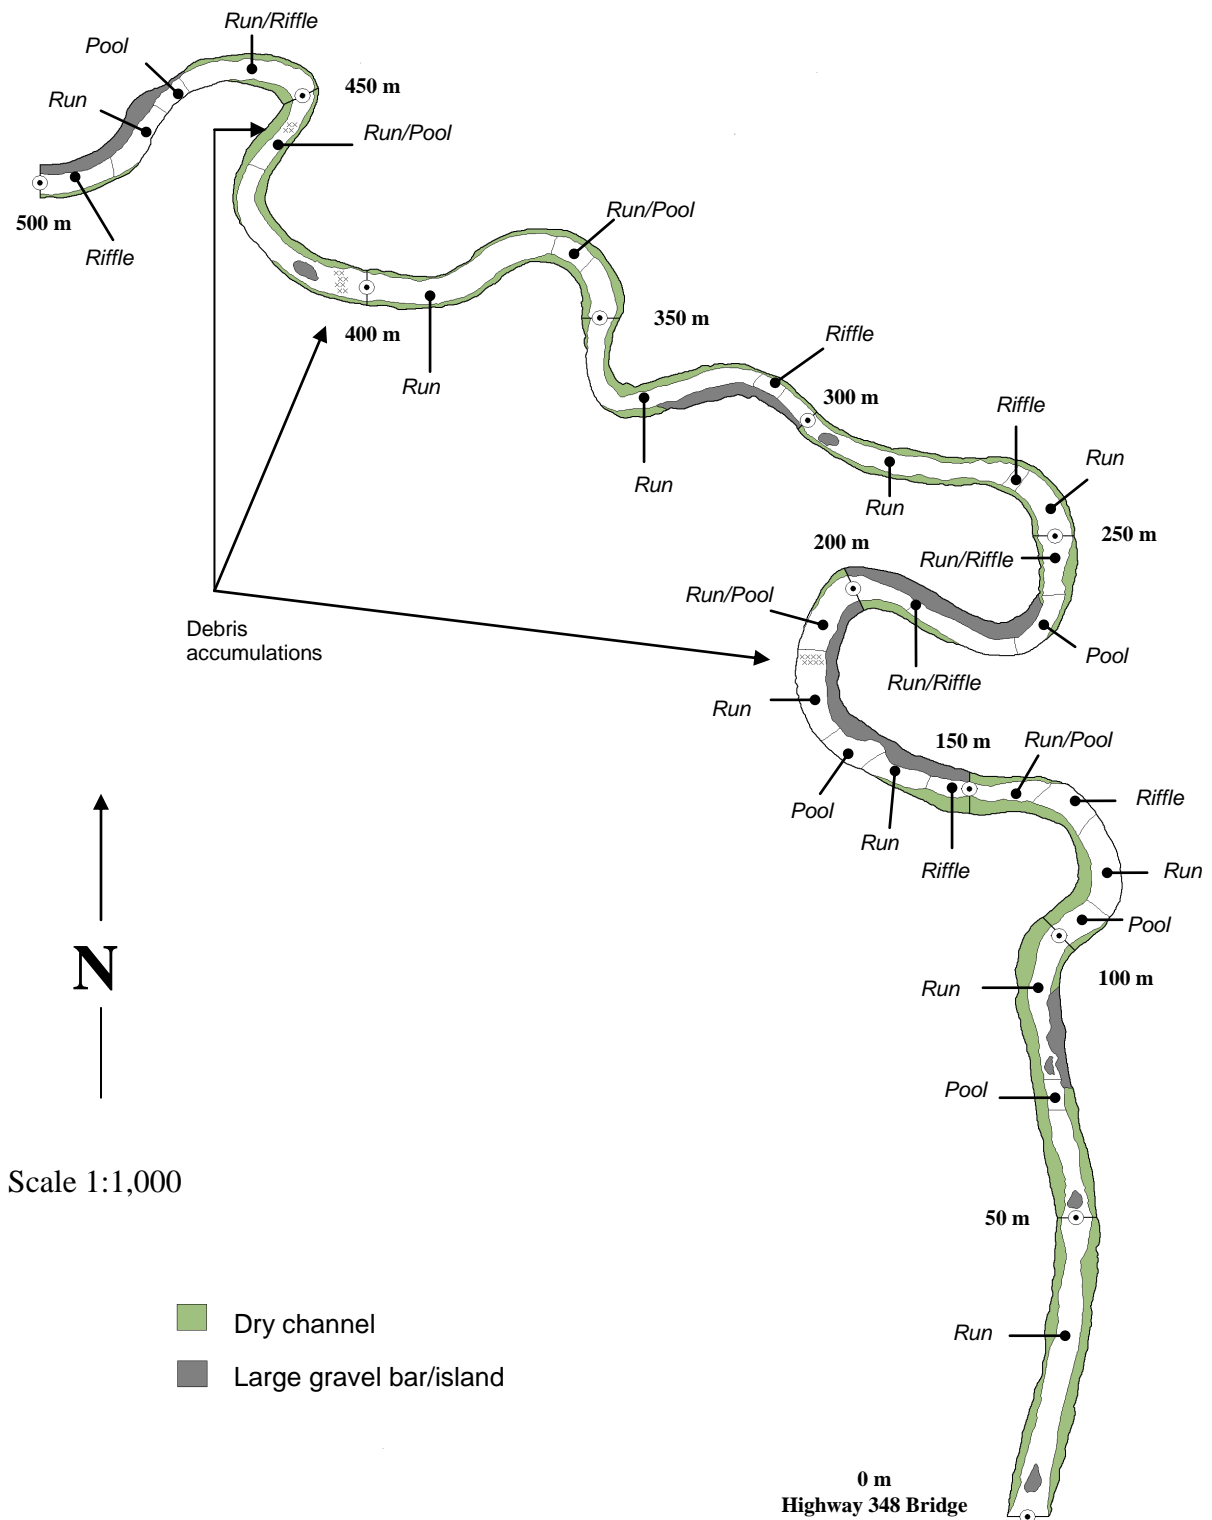 Run/Riffle
Pool
450 m
Run
Run/Pool
500 m
Riffle
Run/Pool
350 m
400 m
Riffle
Run
300 m
Riffle
Run
Run
Run
250 m
200 m
Run/Riffle
Run/Pool
Debris
accumulations
Pool
Run/Riffle
Run
150 m
Run/Pool
Riffle
Pool
Run
Riffle
Run
Pool
N
100 m
Run
Pool
Scale 1:1,000
50 m
Dry channel
Run
Large gravel bar/island
0 m
Highway 348 Bridge